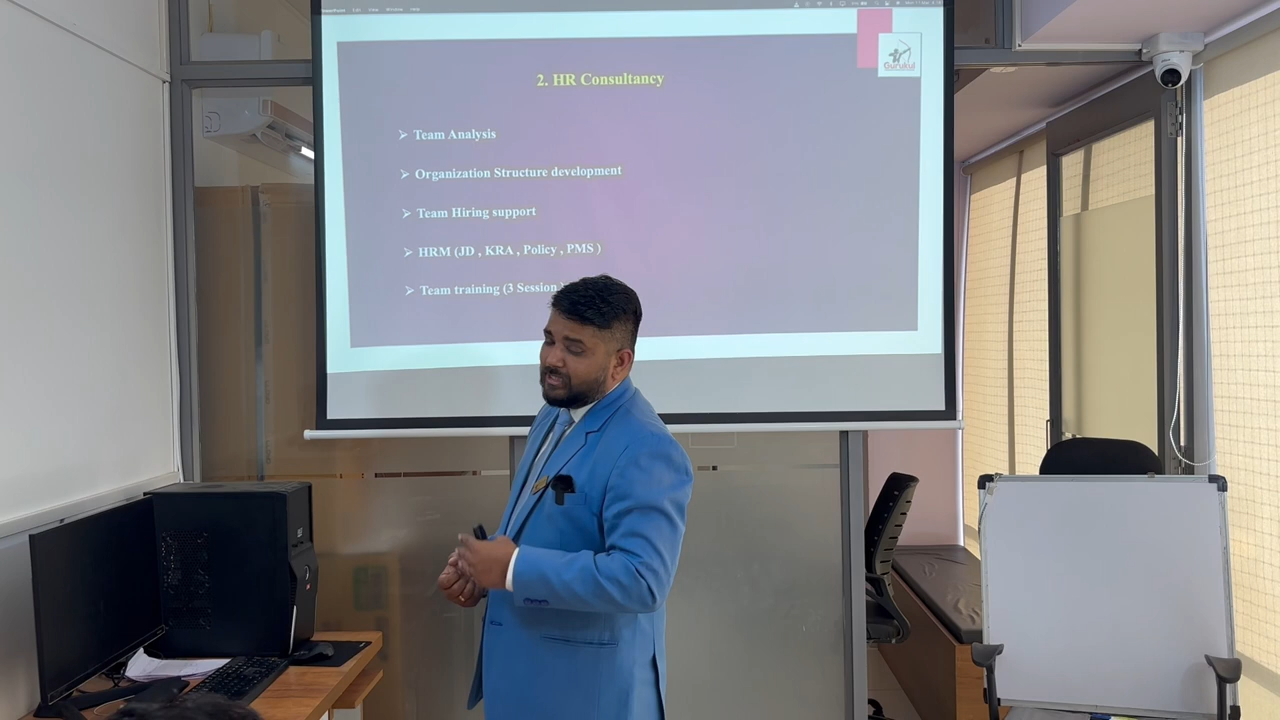 2. HR Consultancy
Gurukul
➢ Team Analysis
➢ Organization Structure development
➢ Team Hiring support
➢ HRM (JD , KRA , Policy , PMS )
➢ Team training (3 Session